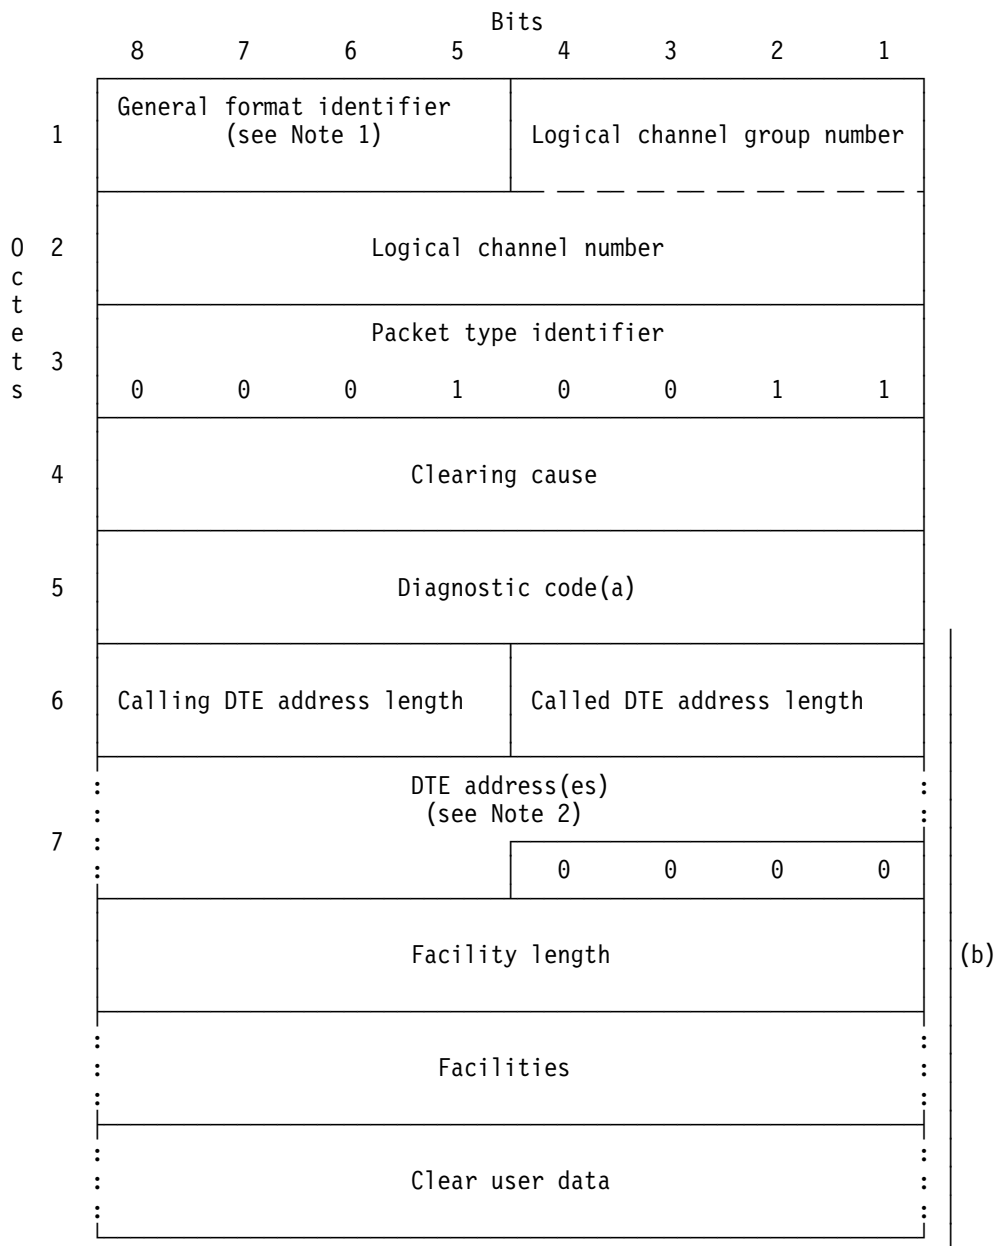 Bits
8 7 6 5 4 3 2 1
General format identifier
(see Note 1)
1
Logical channel group number
Octets
2
Logical channel number
Packet type identifier
3
0 0 0 1 0 0 1 1
4
Clearing cause
5
Diagnostic code(a)
6
Calling DTE address length
Called DTE address length
DTE address(es)
(see Note 2)
7
0 0 0 0
Facility length
(b)
Facilities
Clear user data